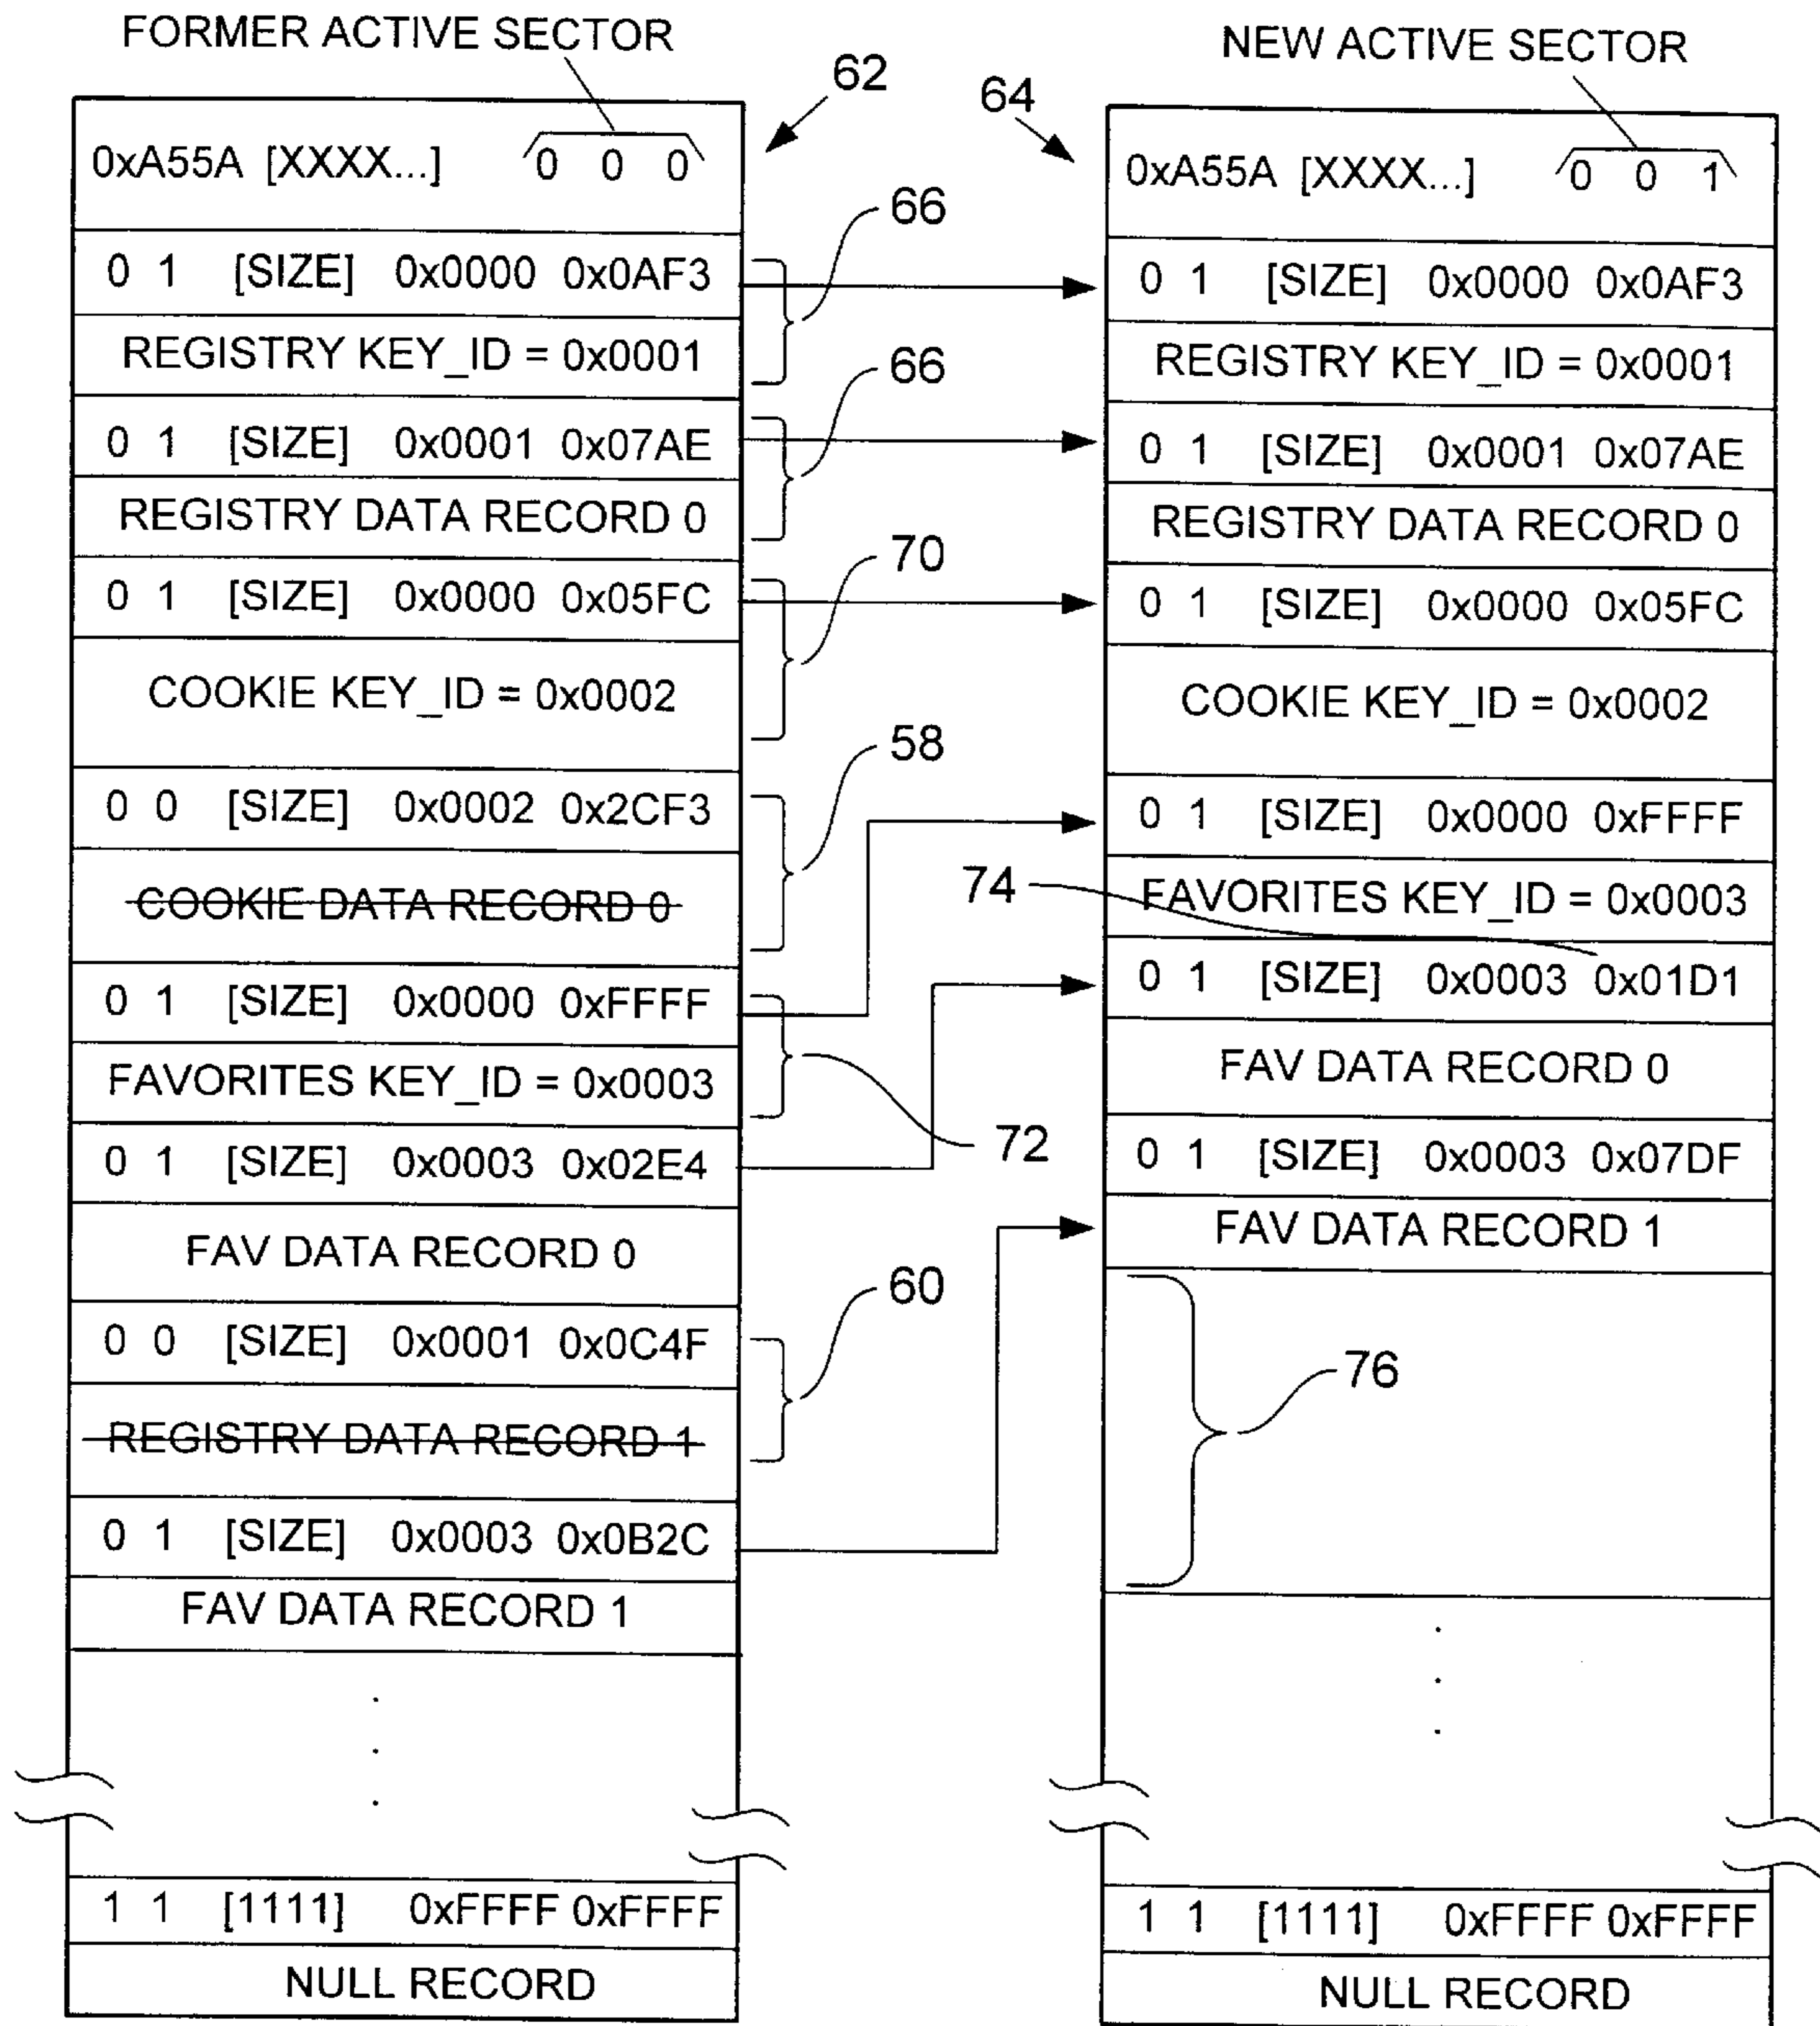 FORMER ACTIVE SECTOR
62
0xA55A [XXXX...] 0 0 0
66
0 1 [SIZE] 0x0000 0x0AF3
REGISTRY KEY_ID = 0x0001
66
0 1 [SIZE] 0x0001 0x07AE
REGISTRY DATA RECORD 0
70
0 1 [SIZE] 0x0000 0x05FC
COOKIE KEY_ID = 0x0002
58
0 0 [SIZE] 0x0002 0x2CF3
COOKIE DATA RECORD 0
0 1 [SIZE] 0x0000 0xFFFF
FAVORITES KEY_ID = 0x0003
72
0 1 [SIZE] 0x0003 0x02E4
FAV DATA RECORD 0
60
0 0 [SIZE] 0x0001 0x0C4F
REGISTRY DATA RECORD 1
0 1 [SIZE] 0x0003 0x0B2C
FAV DATA RECORD 1
1 1 [1111] 0xFFFF 0xFFFF
NULL RECORD
NEW ACTIVE SECTOR
64
0xA55A [XXXX...] 0 0 1
0 1 [SIZE] 0x0000 0x0AF3
REGISTRY KEY_ID = 0x0001
0 1 [SIZE] 0x0001 0x07AE
REGISTRY DATA RECORD 0
0 1 [SIZE] 0x0000 0x05FC
COOKIE KEY_ID = 0x0002
0 1 [SIZE] 0x0000 0xFFFF
74
FAVORITES KEY_ID = 0x0003
0 1 [SIZE] 0x0003 0x01D1
FAV DATA RECORD 0
0 1 [SIZE] 0x0003 0x07DF
FAV DATA RECORD 1
76
1 1 [1111] 0xFFFF 0xFFFF
NULL RECORD